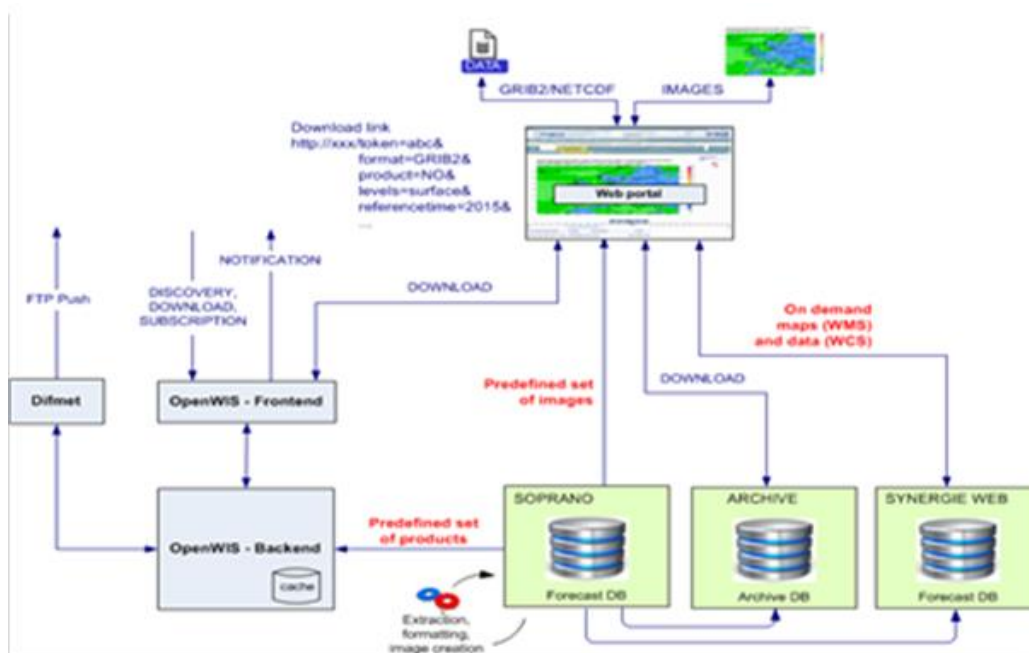 DATA
GRIB2/NETCDF
IMAGES
Download link
http://xxx/token=abc&
format=GRIB2&
product=NO&
levels=surface&
referencetime=2015&
....
Web portal
NOTIFICATION
FTP Push
DISCOVERY,
DOWNLOAD,
SUBSCRIPTION
DOWNLOAD
On demand
maps (WMS)
and data (WCS)
Predefined set
of images
DOWNLOAD
Difmet
OpenWIS - Frontend
SOPRANO
ARCHIVE
SYNERGIE WEB
Predefined set
of products
OpenWIS - Backend
cache
Forecast DB
Archive DB
Forecast DB
Extraction,
formatting,
image creation